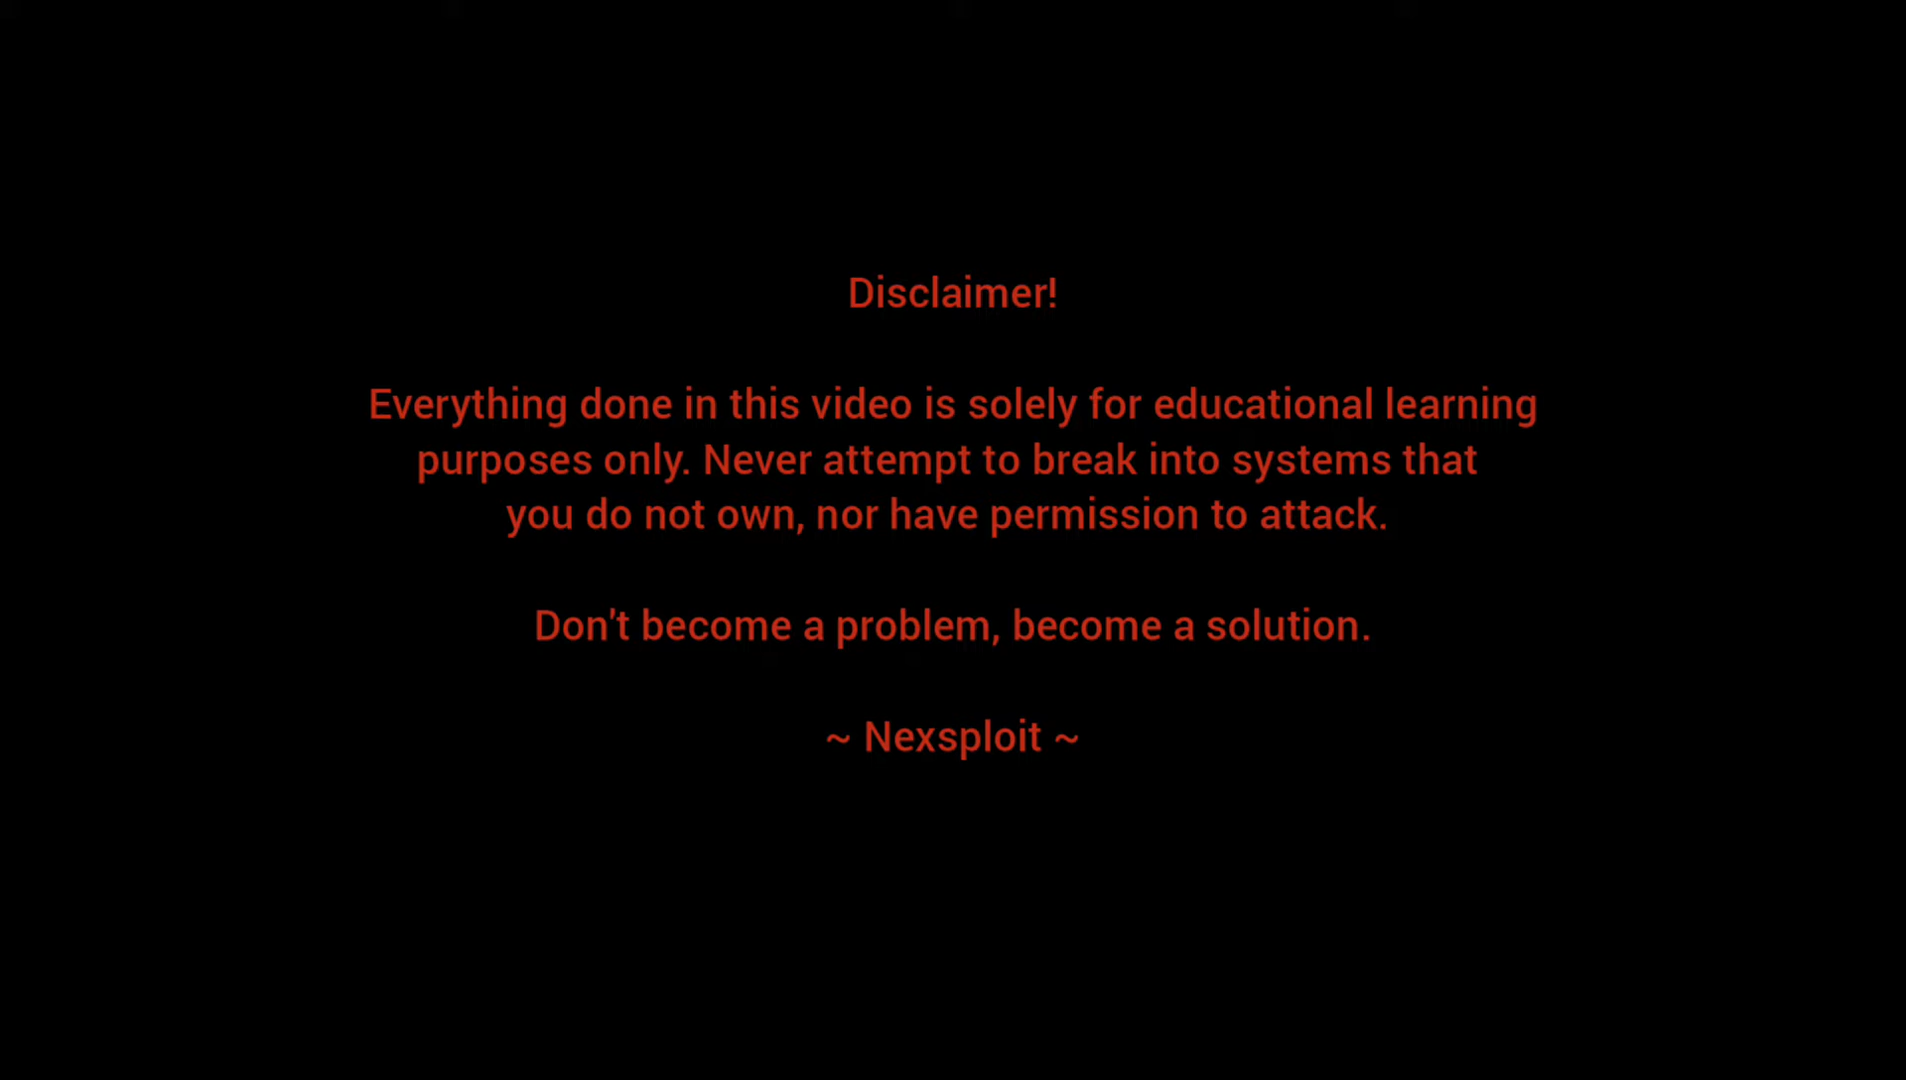 Disclaimer!
Everything done in this video is solely for educational learning
purposes only. Never attempt to break into systems that
you do not own, nor have permission to attack.
Don't become a problem, become a solution.
~ Nexsploit ~